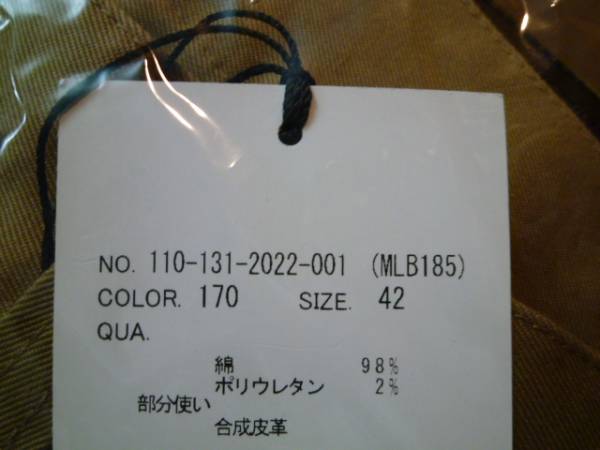 NO. 110-131-2022-001 (MLB185)
COLOR. 170 SIZE. 42
QUA.
綿 98%
ポリウレタン 2%
部分使い
合成皮革